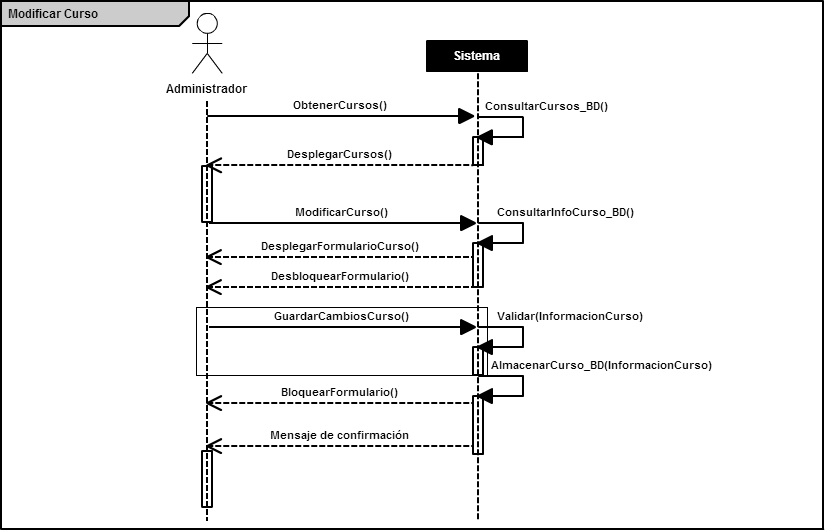 Modificar Curso
Sistema
Administrador
ObtenerCursos()
ConsultarCursos_BD()
DesplegarCursos()
ModificarCurso()
ConsultarInfoCurso_BD()
DesplegarFormularioCurso()
DesbloquearFormulario()
GuardarCambiosCurso()
Validar(InformacionCurso)
AlmacenarCurso_BD(InformacionCurso)
BloquearFormulario()
Mensaje de confirmación